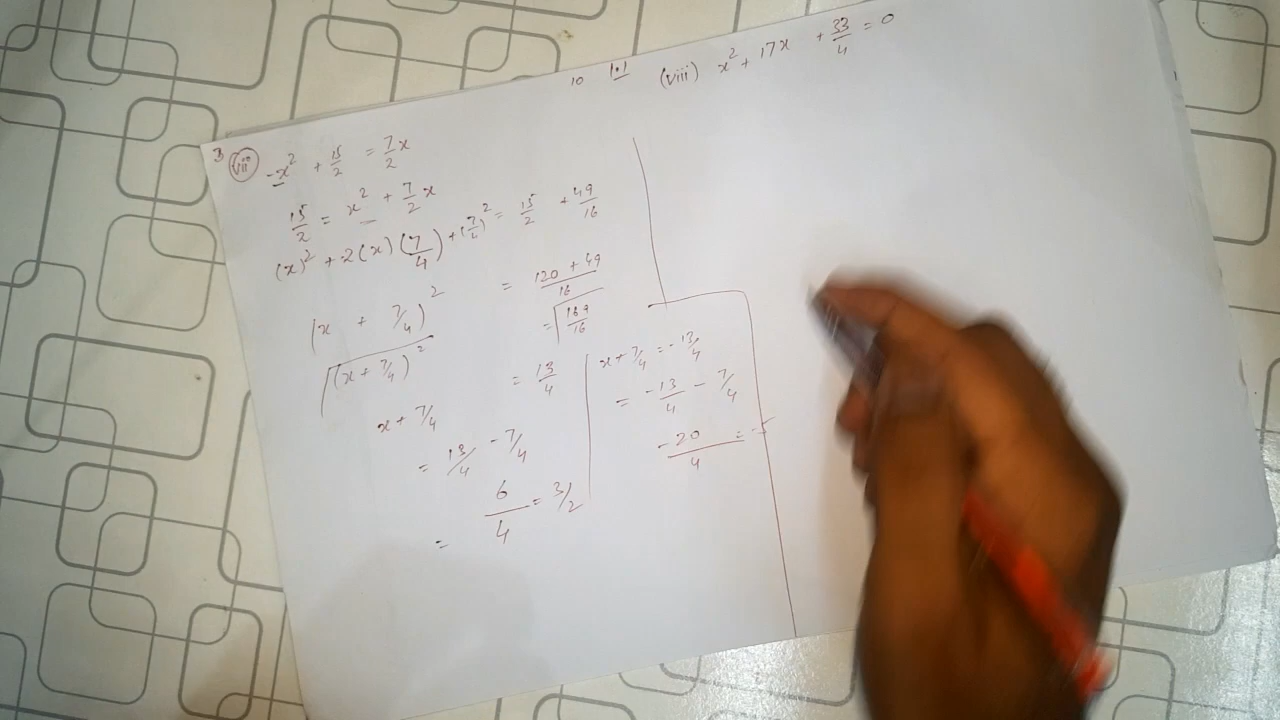 10 1.1 (viii) x² + 17x + 33/4 = 0
3 (vii) -x² + 15/2 = 7/2 x
15/2 = x² + 7/2 x
(x)² + 2(x)(7/4) + (7/4)² = 15/2 + 49/16
(x + 7/4)² = 120 + 49/16
√(x + 7/4)² = √169/16
x + 7/4 = 13/4
= 13/4 - 7/4
= 6/4 = 3/2
x + 7/4 = -13/4
= -13/4 - 7/4
-20/4 = -5